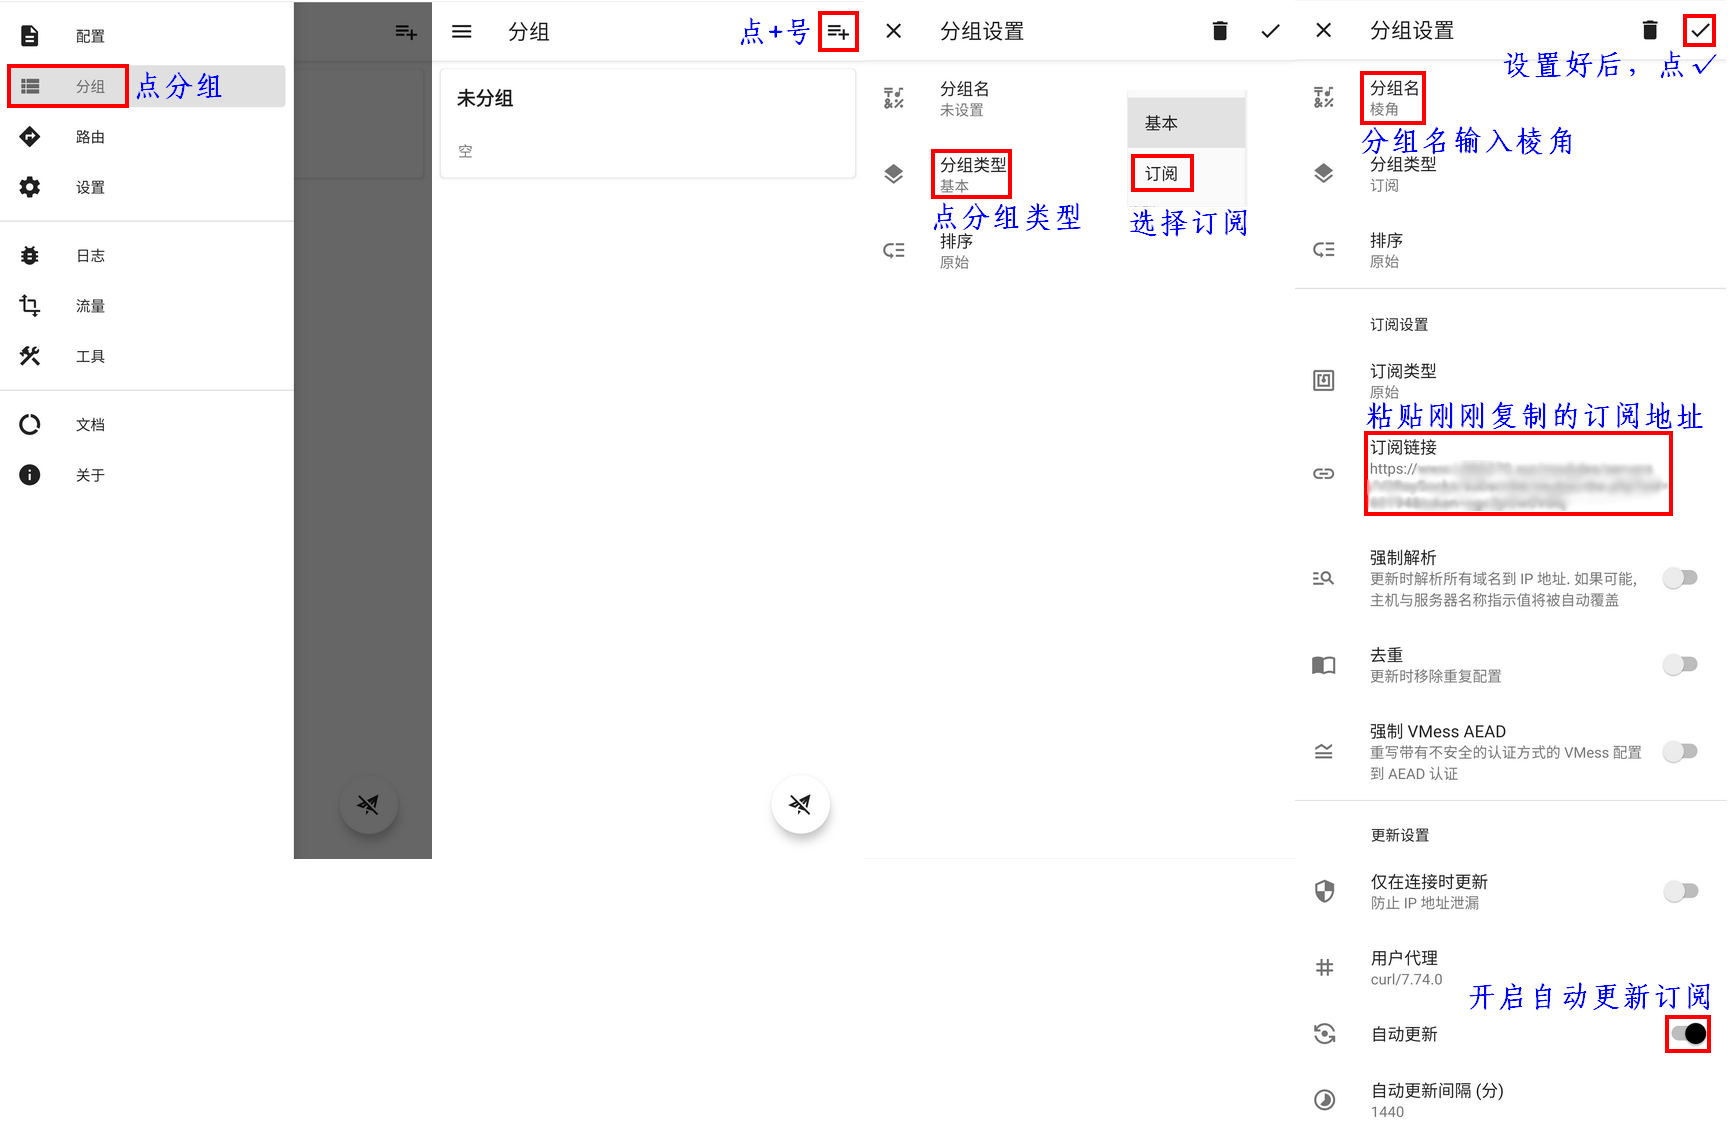 配置
分组
点分组
路由
设置
日志
流量
工具
文档
关于
分组
点+号
未分组
空
分组设置
分组名
未设置
分组类型
基本
点分组类型
排序
原始
基本
订阅
选择订阅
分组设置
设置好后，点✓
分组名
棱角
分组名输入棱角
分组类型
订阅
排序
原始
订阅设置
订阅类型
原始
粘贴刚刚复制的订阅地址
订阅链接
https://
强制解析
更新时解析所有域名到 IP 地址. 如果可能,
主机与服务器名称指示值将被自动覆盖
去重
更新时移除重复配置
强制 VMess AEAD
重写带有不安全的认证方式的 VMess 配置
到 AEAD 认证
更新设置
仅在连接时更新
防止 IP 地址泄漏
用户代理
curl/7.74.0
开启自动更新订阅
自动更新
自动更新间隔 (分)
1440